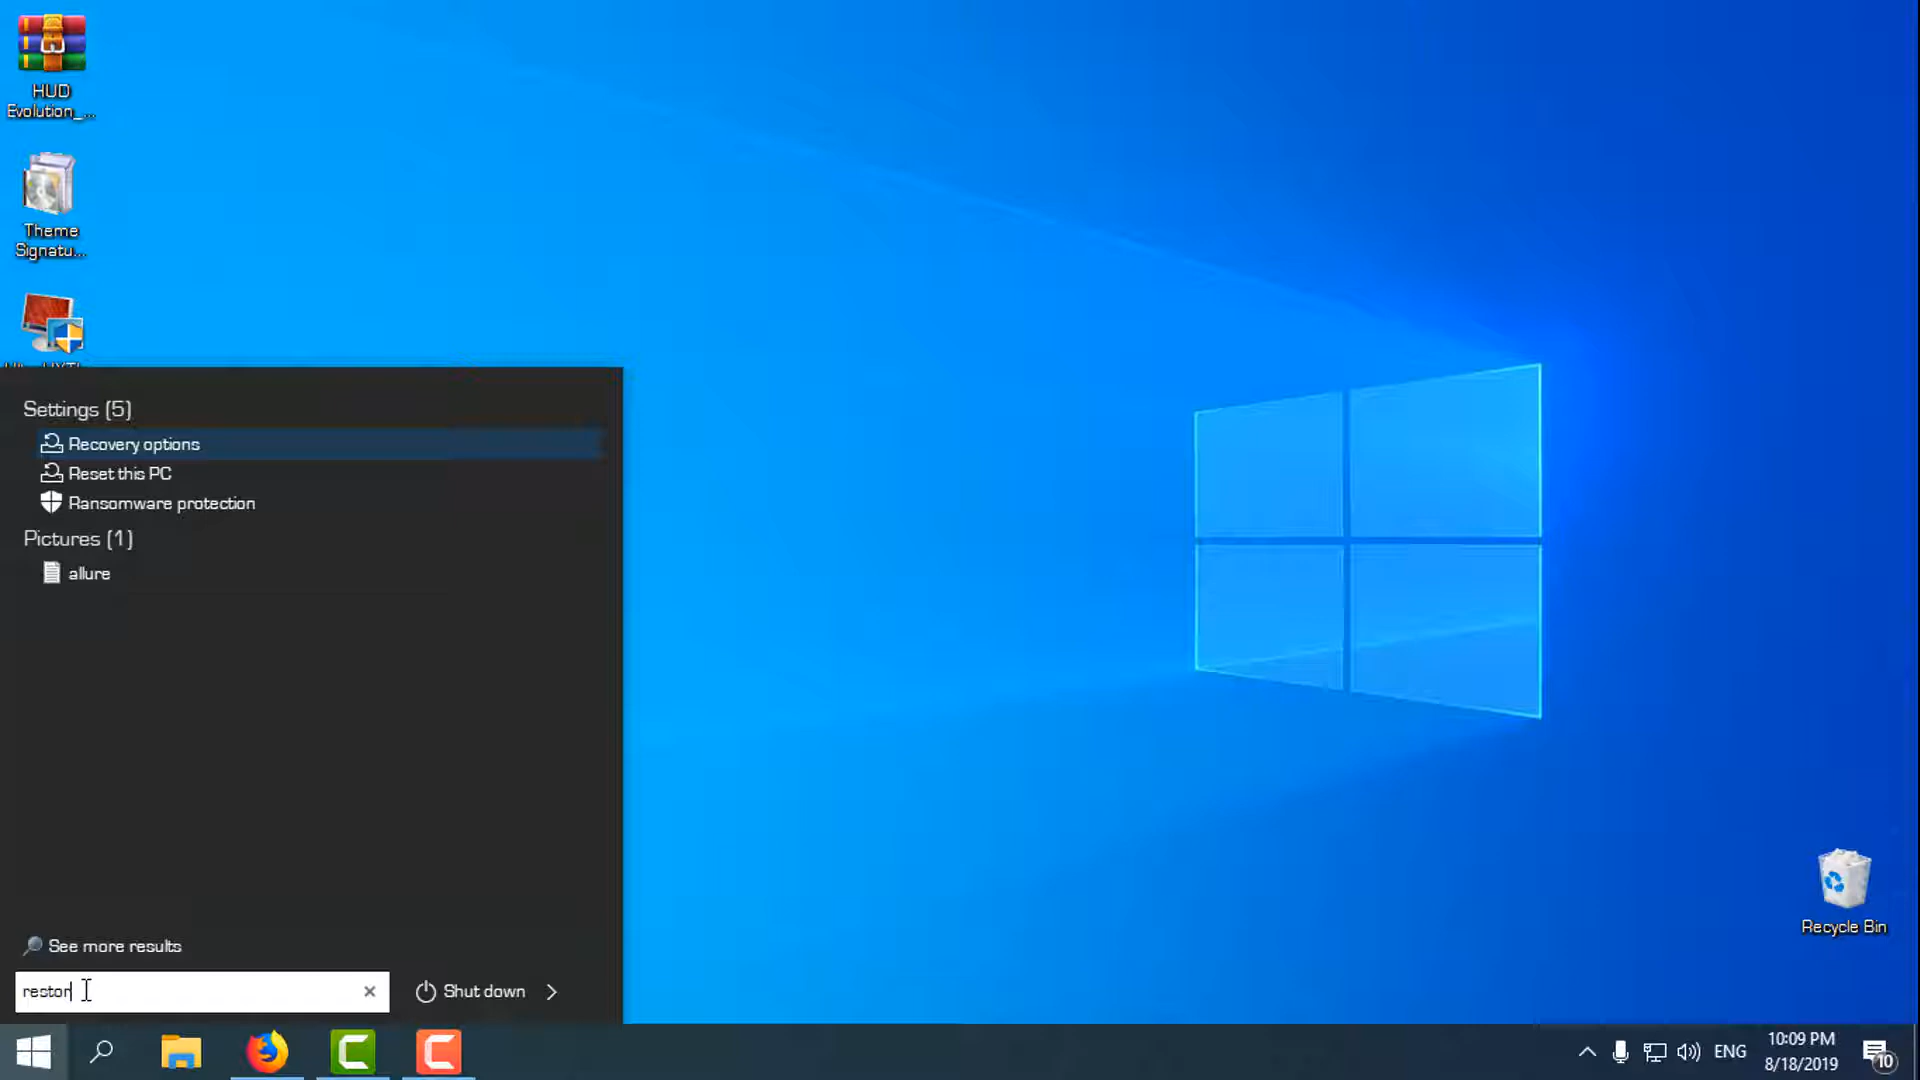 HUD
Evolution_...
Theme
Signatu...
Settings (5)
Recovery options
Reset this PC
Ransomware protection
Pictures (1)
allure
See more results
restor
Shut down
Recycle Bin
ENG
10:09 PM
8/18/2019
10